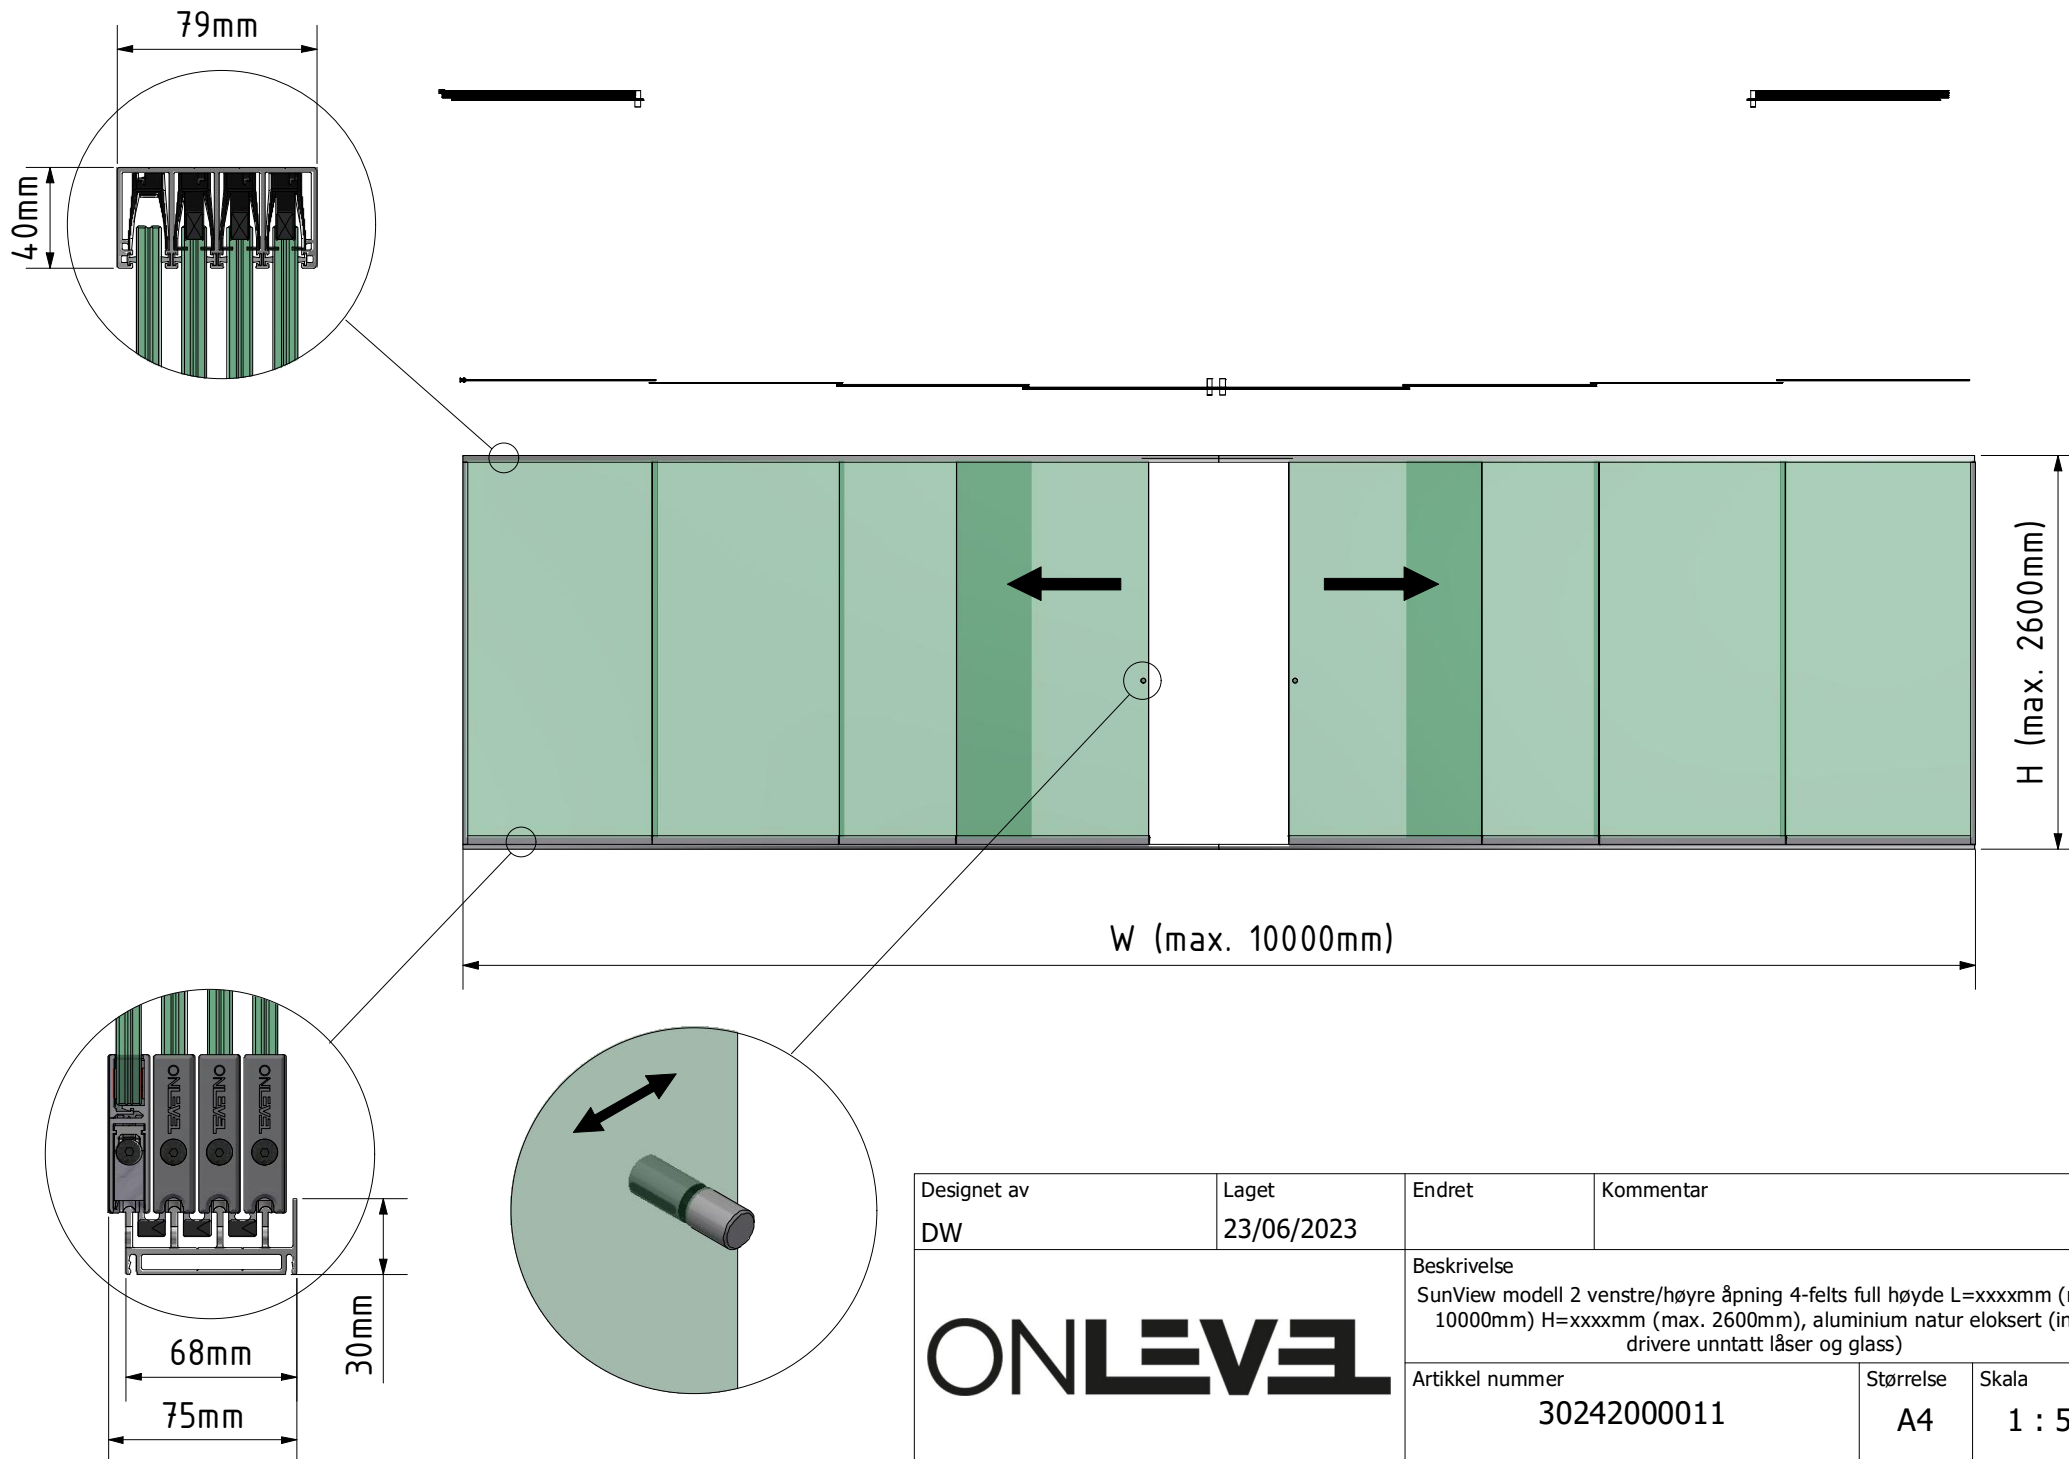 79mm
40mm
H (max. 2600mm)
W (max. 10000mm)
ONLEVEL
ONLEVEL
ONLEVEL
30mm
68mm
75mm
Designet av
DW
Laget
23/06/2023
Endret
Kommentar
ONLEVEL
Beskrivelse
SunView modell 2 venstre/høyre åpning 4-felts full høyde L=xxxxmm
10000mm) H=xxxxmm (max. 2600mm), aluminium natur eloksert
drivere unntatt låser og glass)
Artikkel nummer
30242000011
Størrelse
A4
Skala
1 : 5